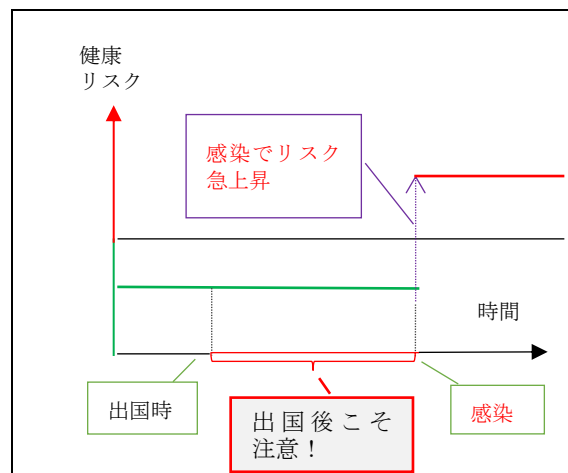 健康
リスク
感染でリスク
急上昇
時間
出国時
出国後こそ
注意！
感染